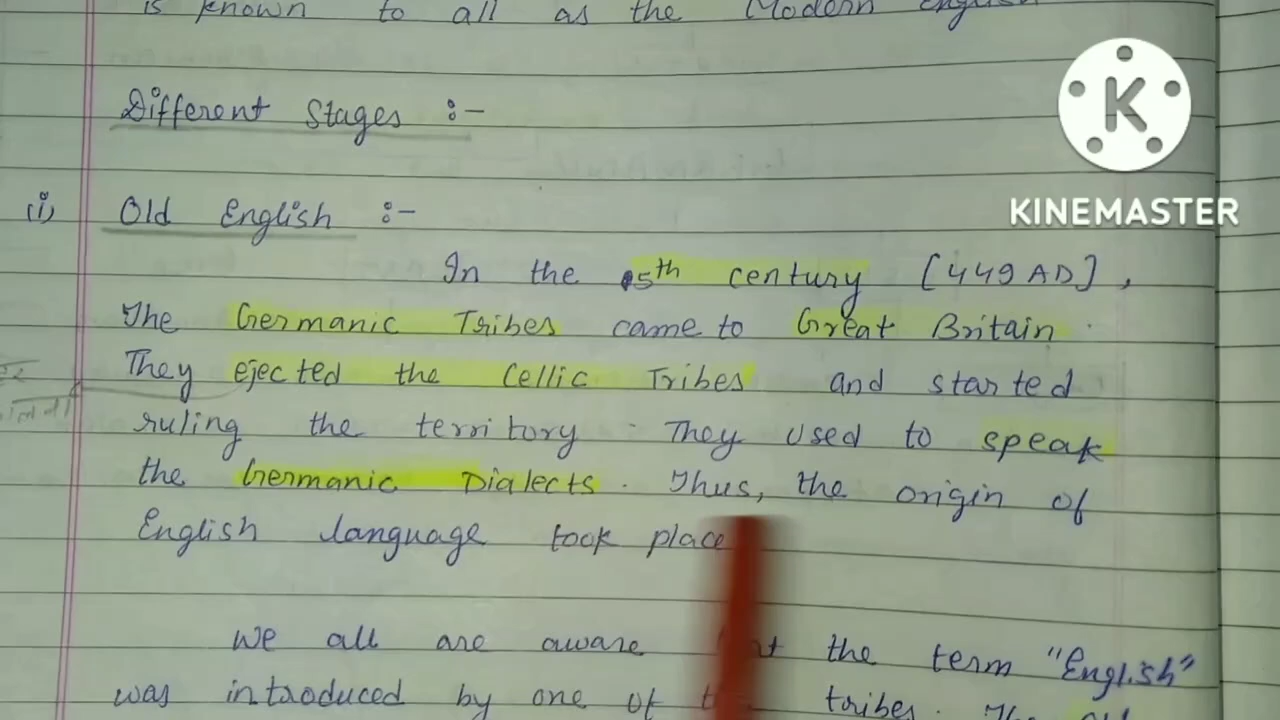 is known to all as the Modern English
Different Stages :-
(i) Old English :-
In the 5th century [449 AD] ,
The Germanic Tribes came to Great Britain .
They ejected the Cellic Tribes and started
ruling the territory . They used to speak
the Germanic Dialects . Thus, the origin of
English language took place
We all are aware the term "English"
was introduced by one of tribes. The
K
KINEMASTER